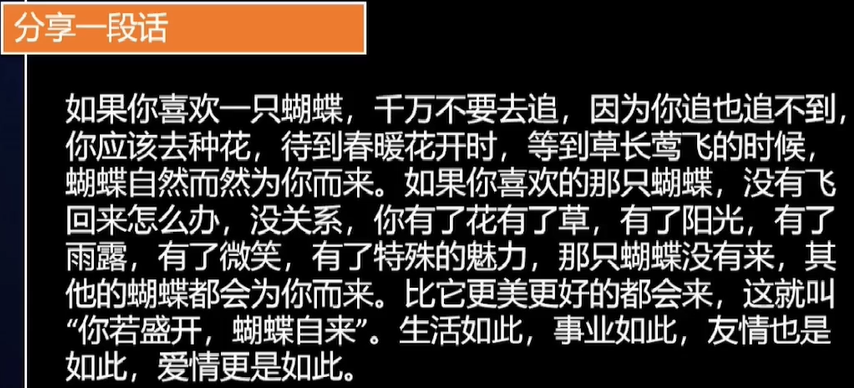 分享一段话
如果你喜欢一只蝴蝶，千万不要去追，因为你追也追不到，
你应该去种花，待到春暖花开时，等到草长莺飞的时候，
蝴蝶自然而然为你而来。如果你喜欢的那只蝴蝶，没有飞
回来怎么办，没关系，你有了花有了草，有了阳光，有了
雨露，有了微笑，有了特殊的魅力，那只蝴蝶没有来，其
他的蝴蝶都会为你而来。比它更美更好的都会来，这就叫
“你若盛开，蝴蝶自来”。生活如此，事业如此，友情也是
如此，爱情更是如此。